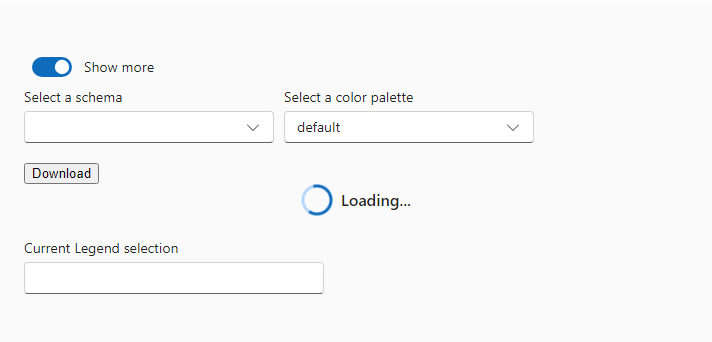 Show more
Select a schema
Select a color palette
default
Download
Loading...
Current Legend selection